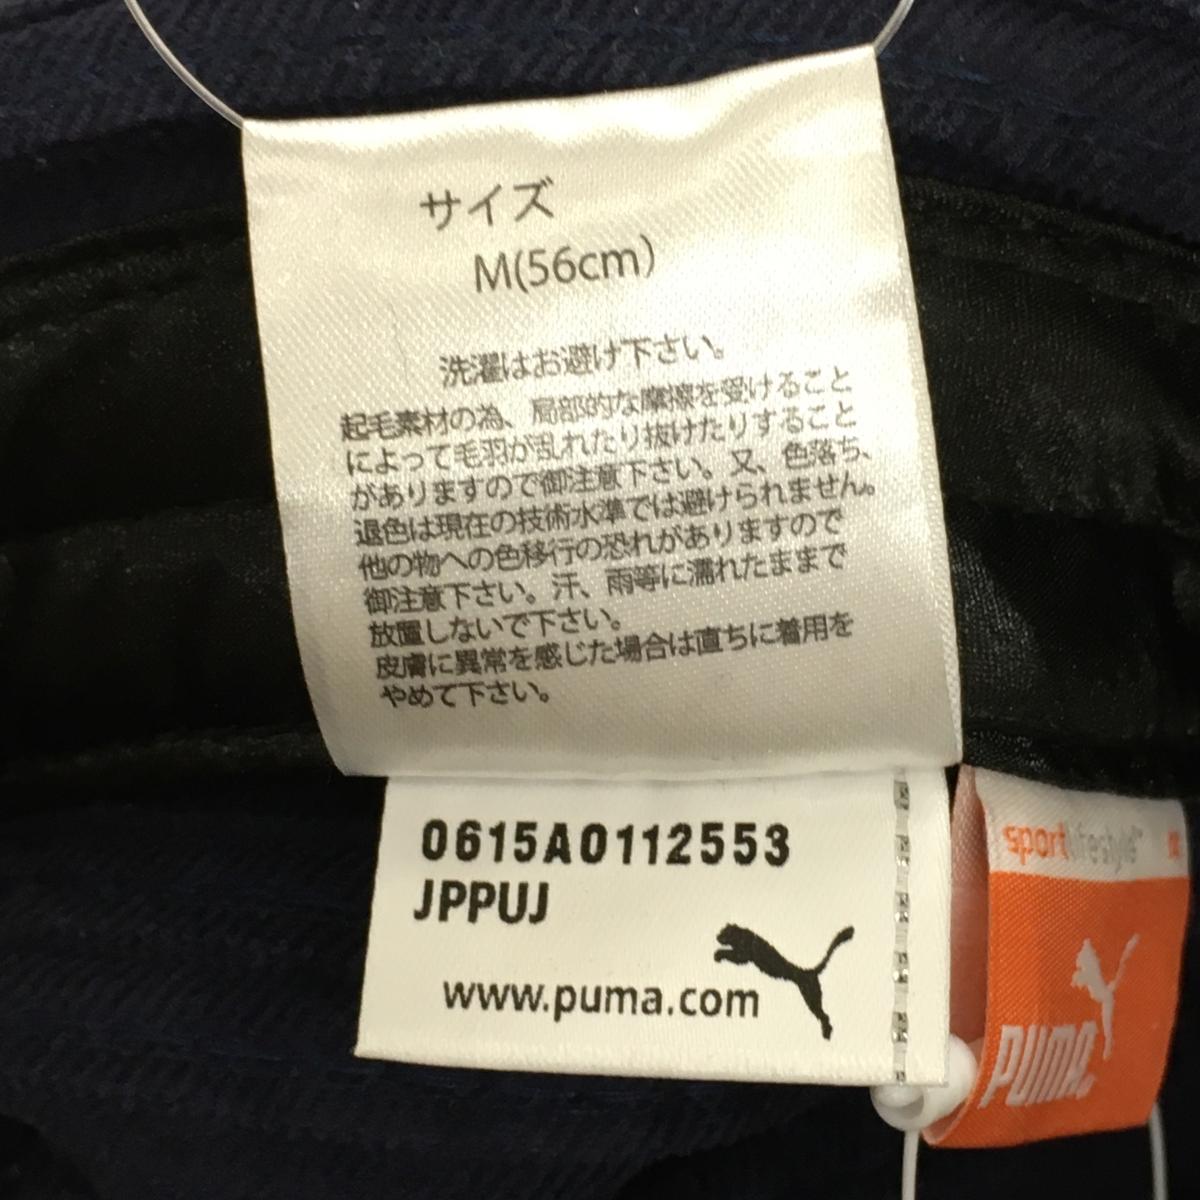 サイズ
M(56cm)
洗濯はお避け下さい。
起毛素材の為、局部的な摩擦を受けること
によって毛羽が乱れたり抜けたりすること
がありますので御注意下さい。又、色落ち、
退色は現在の技術水準では避けられません。
他の物への色移行の恐れがありますので
御注意下さい。汗、雨等に濡れたままで
放置しないで下さい。
皮膚に異常を感じた場合は直ちに着用を
やめて下さい。
0615A0112553
JPPUJ
www.puma.com
sportlifestyle™
PUMA